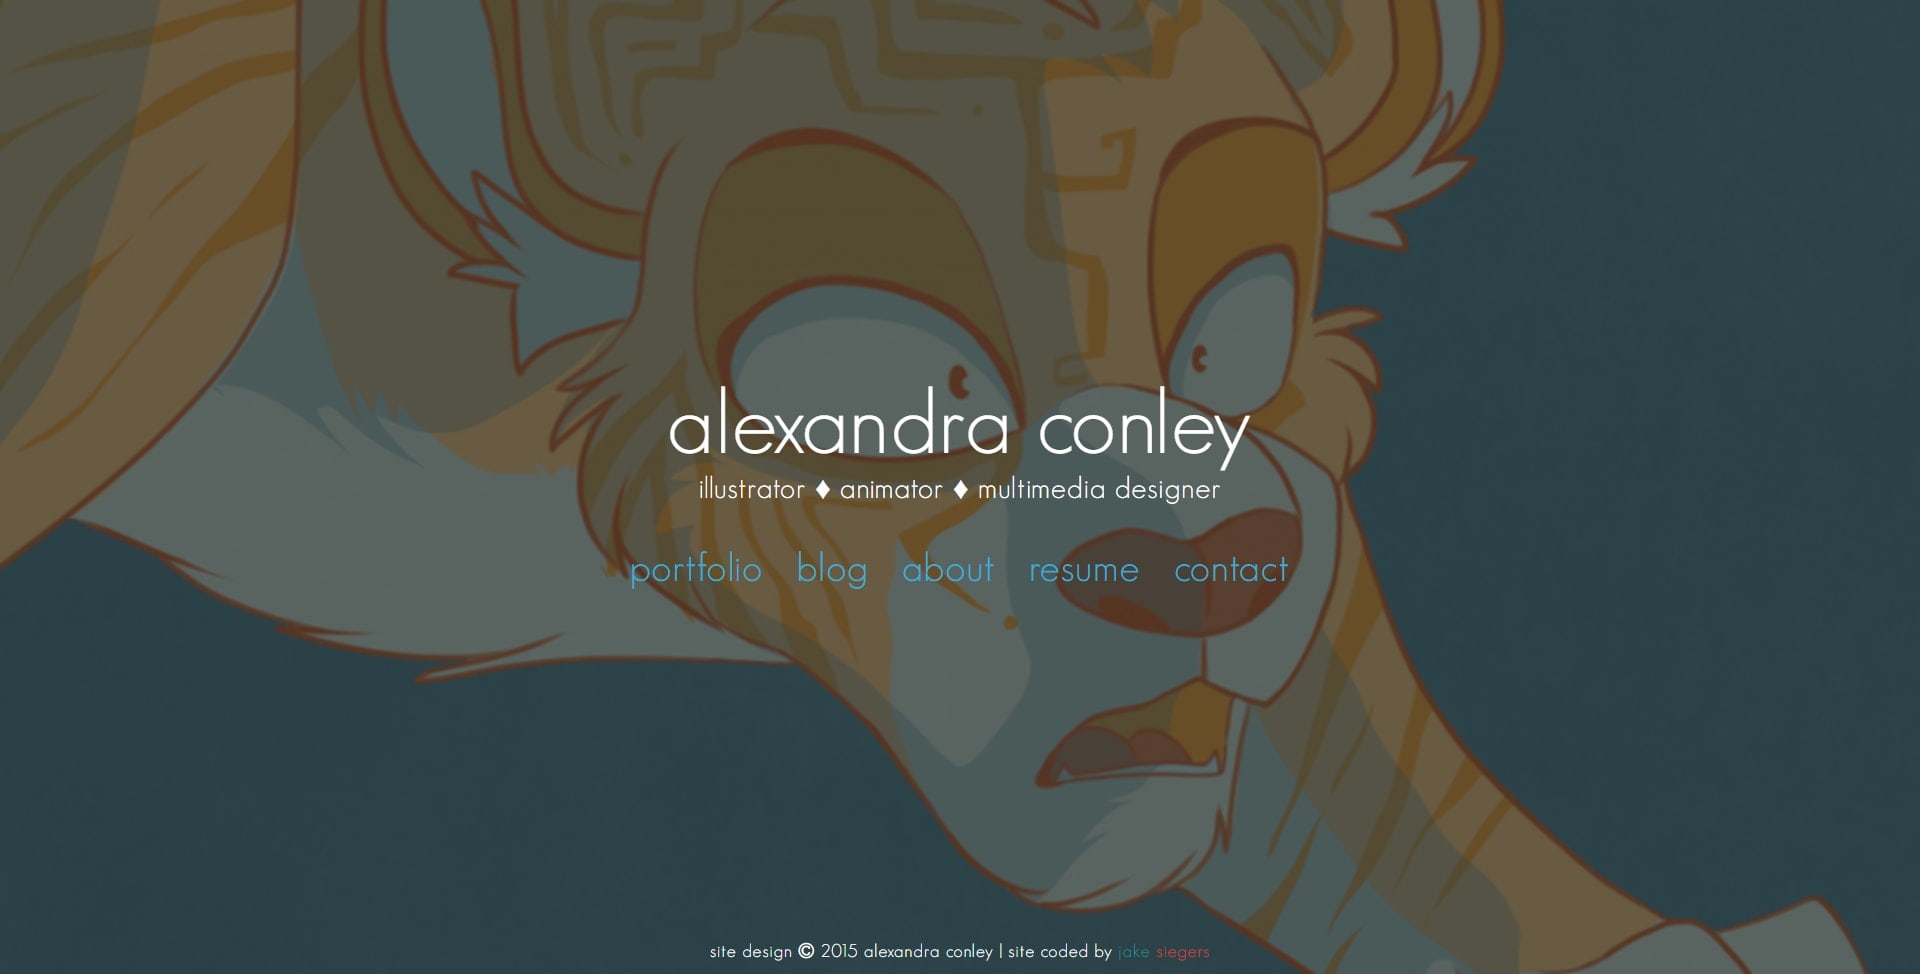 alexandra conley
illustrator ♦ animator ♦ multimedia designer
portfolio blog about resume contact
site design © 2015 alexandra conley | site coded by jake siegers